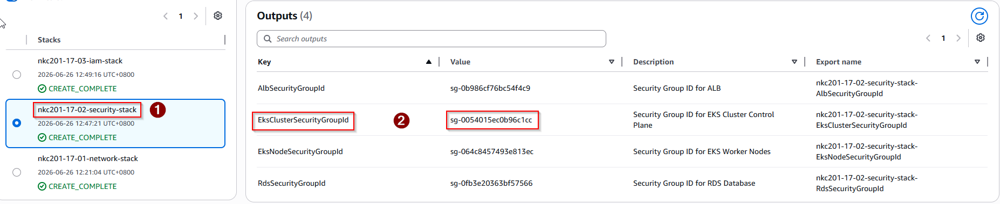 1
Stacks
nkc201-17-03-iam-stack
2026-06-26 12:49:16 UTC+0800
CREATE_COMPLETE
nkc201-17-02-security-stack
1
2026-06-26 12:47:21 UTC+0800
CREATE_COMPLETE
nkc201-17-01-network-stack
2026-06-26 12:21:04 UTC+0800
CREATE_COMPLETE
Outputs (4)
Search outputs
1
Key Value Description Export name
AlbSecurityGroupId sg-0b986cf76bc54f4c9 Security Group ID for ALB nkc201-17-02-security-stack-
AlbSecurityGroupId
EksClusterSecurityGroupId 2 sg-0054015ec0b96c1cc Security Group ID for EKS Cluster Control nkc201-17-02-security-stack-
Plane EksClusterSecurityGroupId
EksNodeSecurityGroupId sg-064c8457493e813ec Security Group ID for EKS Worker Nodes nkc201-17-02-security-stack-
EksNodeSecurityGroupId
RdsSecurityGroupId sg-0fb3e20363bf57566 Security Group ID for RDS Database nkc201-17-02-security-stack-
RdsSecurityGroupId